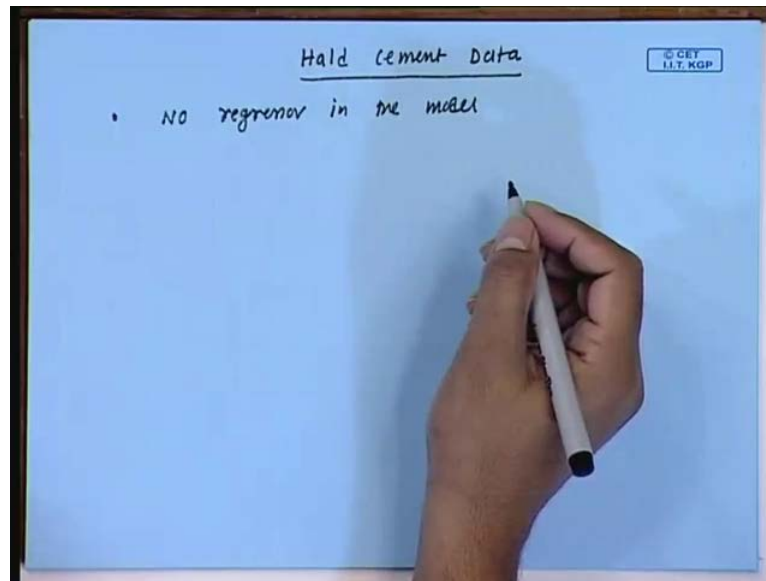 Hald Cement Data
© CET
I.I.T. KGP
• NO regressor in the model